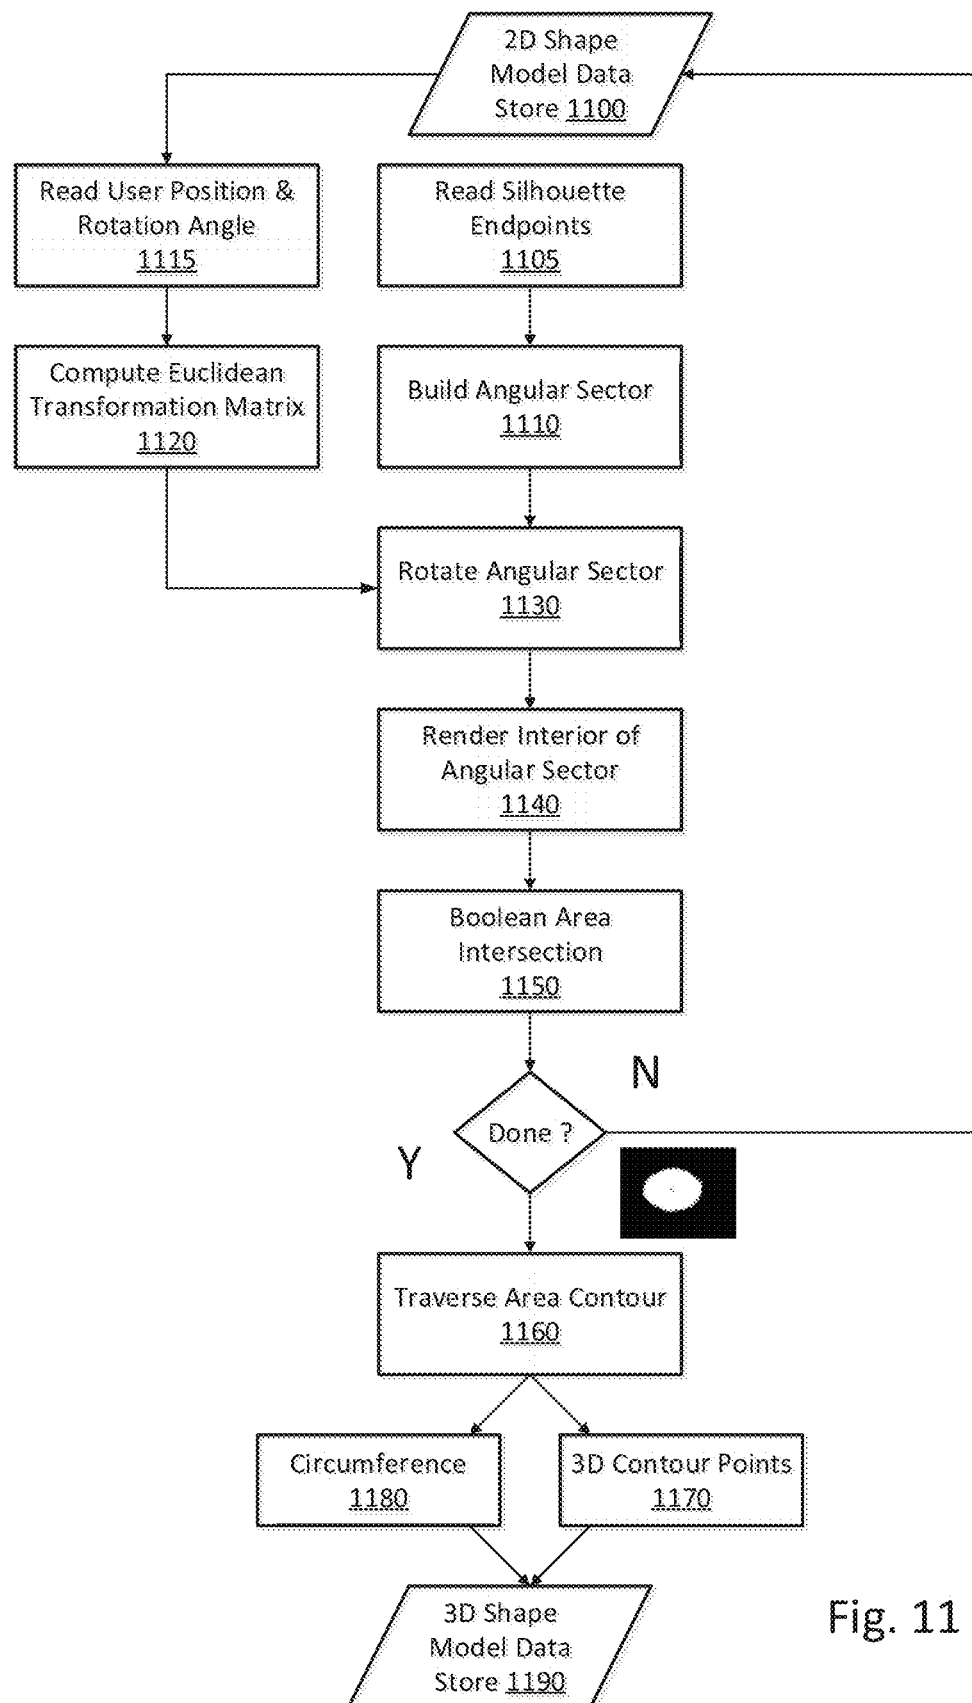 2D Shape
Model Data
Store 1100
Read User Position &
Rotation Angle
1115
Read Silhouette
Endpoints
1105
Compute Euclidean
Transformation Matrix
1120
Build Angular Sector
1110
Rotate Angular Sector
1130
Render Interior of
Angular Sector
1140
Boolean Area
Intersection
1150
N
Done ?
Y
Traverse Area Contour
1160
Circumference
1180
3D Contour Points
1170
3D Shape
Model Data
Store 1190
Fig. 11